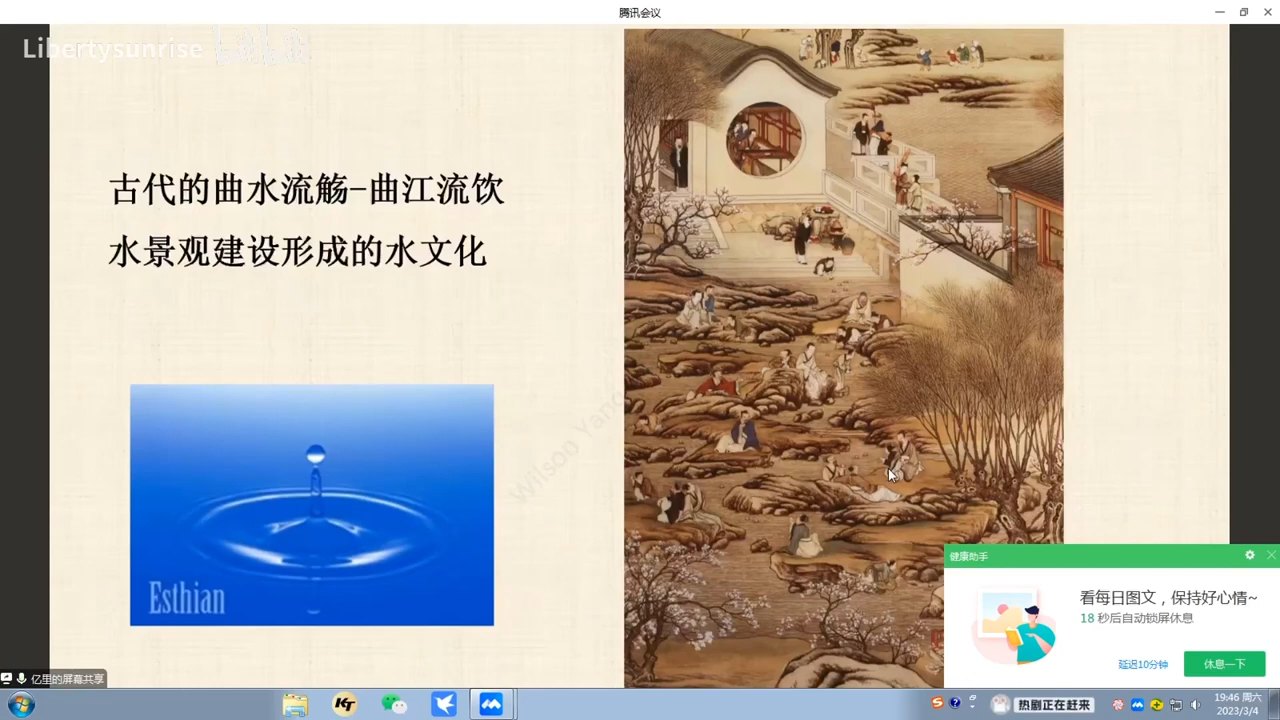 腾讯会议
Libertysunrise bilibili
古代的曲水流觞-曲江流饮
水景观建设形成的水文化
Wilson Yang
Esthian
健康助手
看每日图文，保持好心情~
18 秒后自动锁屏休息
延迟10分钟
休息一下
亿里的屏幕共享
KT
热剧正在赶来
19:46 周六
2023/3/4